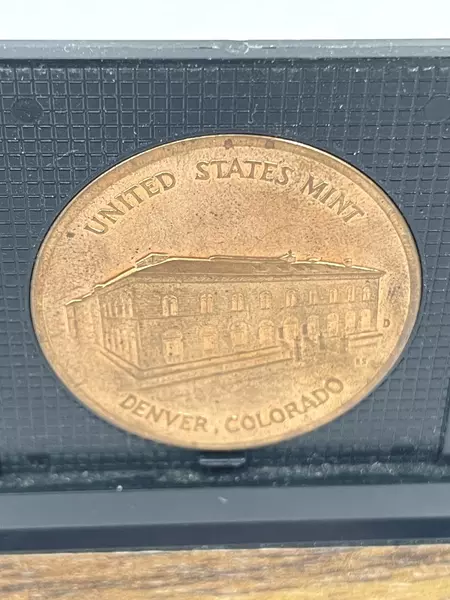 UNITED STATES MINT
D
DENVER, COLORADO